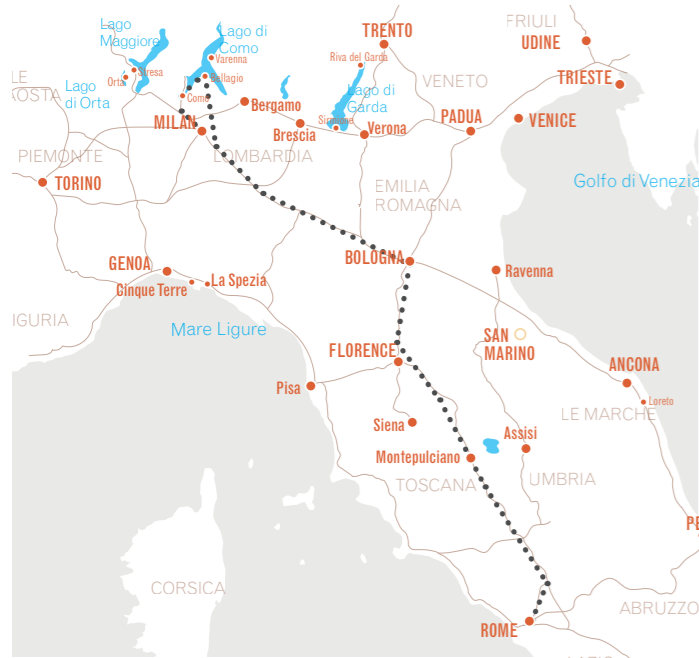 Lago
Maggiore
Lago di
Como
FRIULI
TRENTO
UDINE
Varenna
Riva del Garda
Stresa
Orta
Bellagio
LE
OSTA
Lago
di Orto
VENETO
TRIESTE
Lago di
Garda
Como
Bergamo
MILAN
Sirmione
PADUA
VENICE
Brescia
Verona
PIEMONTE
LOMBARDIA
TORINO
EMILIA
ROMAGNA
Golfo di Venezia
GENOA
BOLOGNA
Ravenna
La Spezia
Cinque Terre
IGURIA
Mare Ligure
SAN
MARINO
FLORENCE
ANCONA
Pisa
Loreto
LE MARCHE
Siena
Assisi
Montepulciano
TOSCANA
UMBRIA
PE
CORSICA
ABRUZZO
ROME